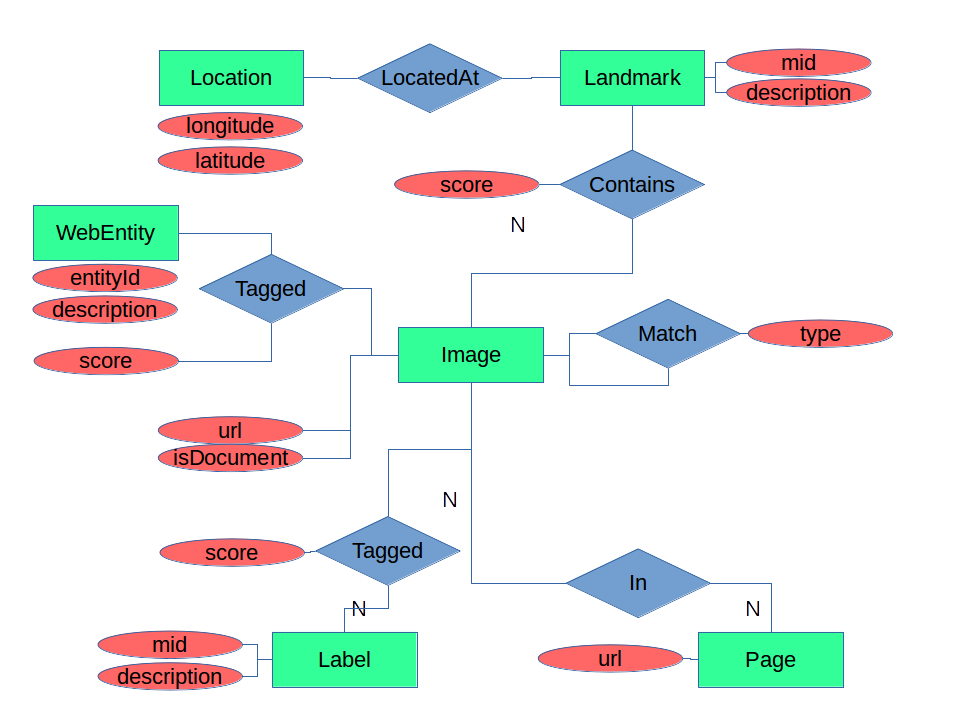 Location
LocatedAt
Landmark
mid
description
longitude
latitude
score
Contains
N
WebEntity
entityId
description
score
Tagged
Image
Match
type
url
isDocument
N
score
Tagged
In
N
N
mid
description
Label
url
Page